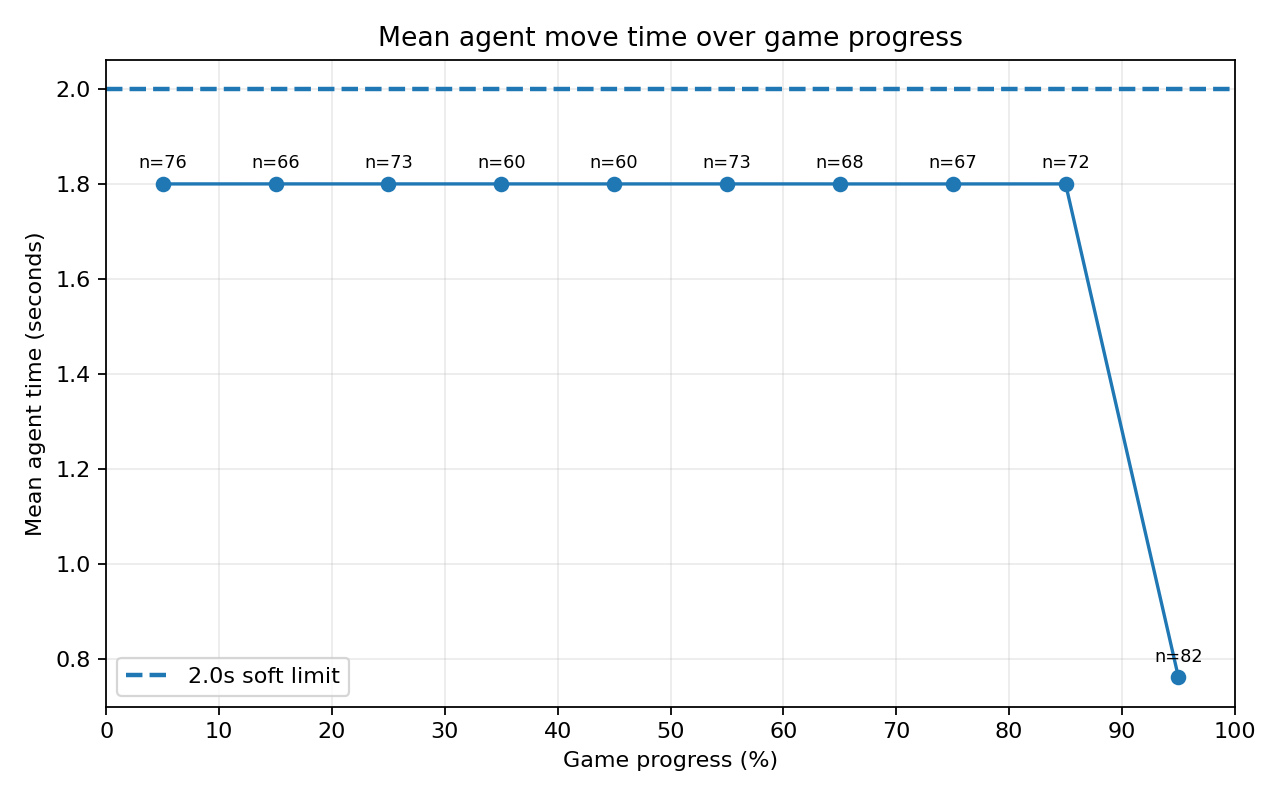 Mean agent move time over game progress
Mean agent time (seconds)
2.0
1.8
1.6
1.4
1.2
1.0
0.8
n=76
n=66
n=73
n=60
n=60
n=73
n=68
n=67
n=72
n=82
2.0s soft limit
0
10
20
30
40
50
60
70
80
90
100
Game progress (%)